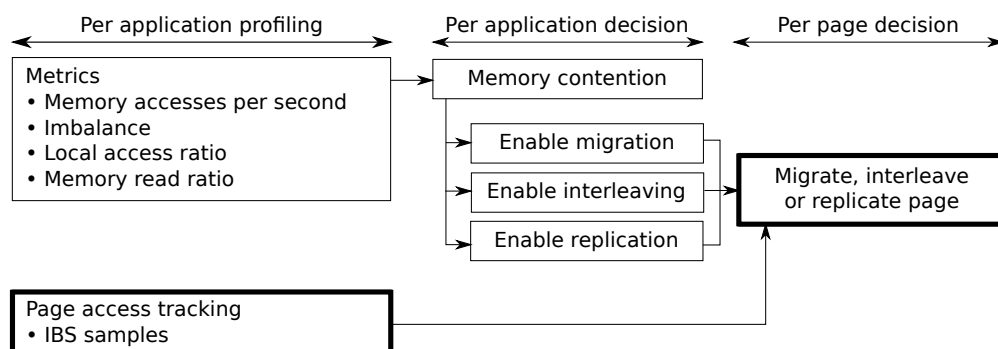 Per application profiling
Per application decision
Per page decision
Metrics
• Memory accesses per second
• Imbalance
• Local access ratio
• Memory read ratio
Memory contention
Enable migration
Enable interleaving
Enable replication
Migrate, interleave
or replicate page
Page access tracking
• IBS samples